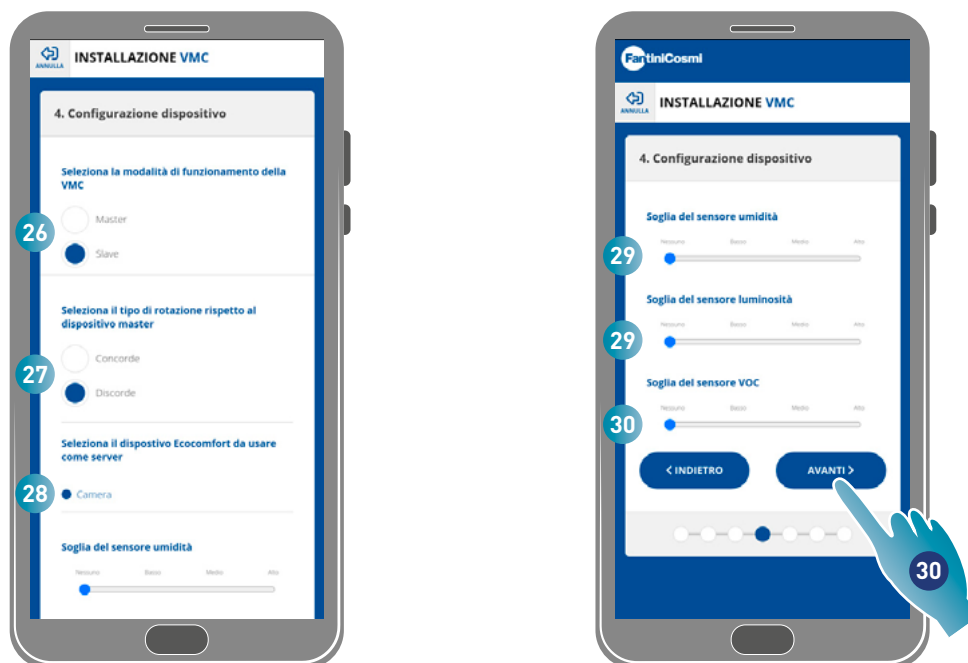 ANNULLA
INSTALLAZIONE VMC
4. Configurazione dispositivo
Seleziona la modalità di funzionamento della
VMC
26
Master
Slave
Seleziona il tipo di rotazione rispetto al
dispositivo master
27
Concorde
Discorde
Seleziona il dispostivo Ecocomfort da usare
come server
28
Camera
Soglia del sensore umidità
Nessuno Basso Medio Alto
FantiniCosmi
ANNULLA
INSTALLAZIONE VMC
4. Configurazione dispositivo
Soglia del sensore umidità
Nessuno Basso Medio Alto
29
Soglia del sensore luminosità
Nessuno Basso Medio Alto
29
Soglia del sensore VOC
Nessuno Basso Medio Alto
30
< INDIETRO AVANTI >
30